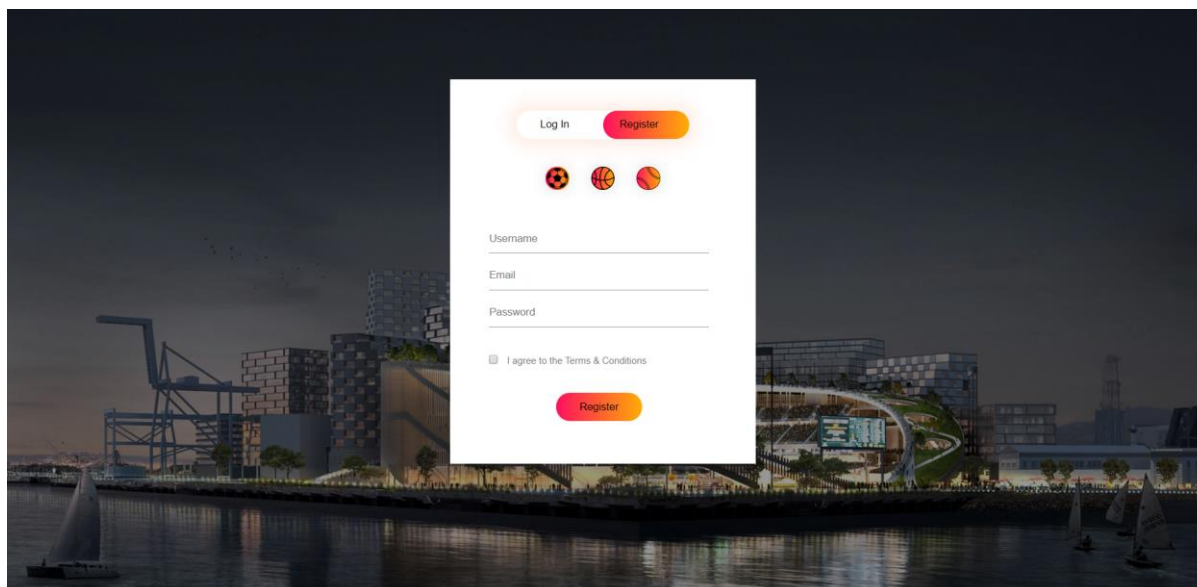 Log In Register
Username
Email
Password
I agree to the Terms & Conditions
Register